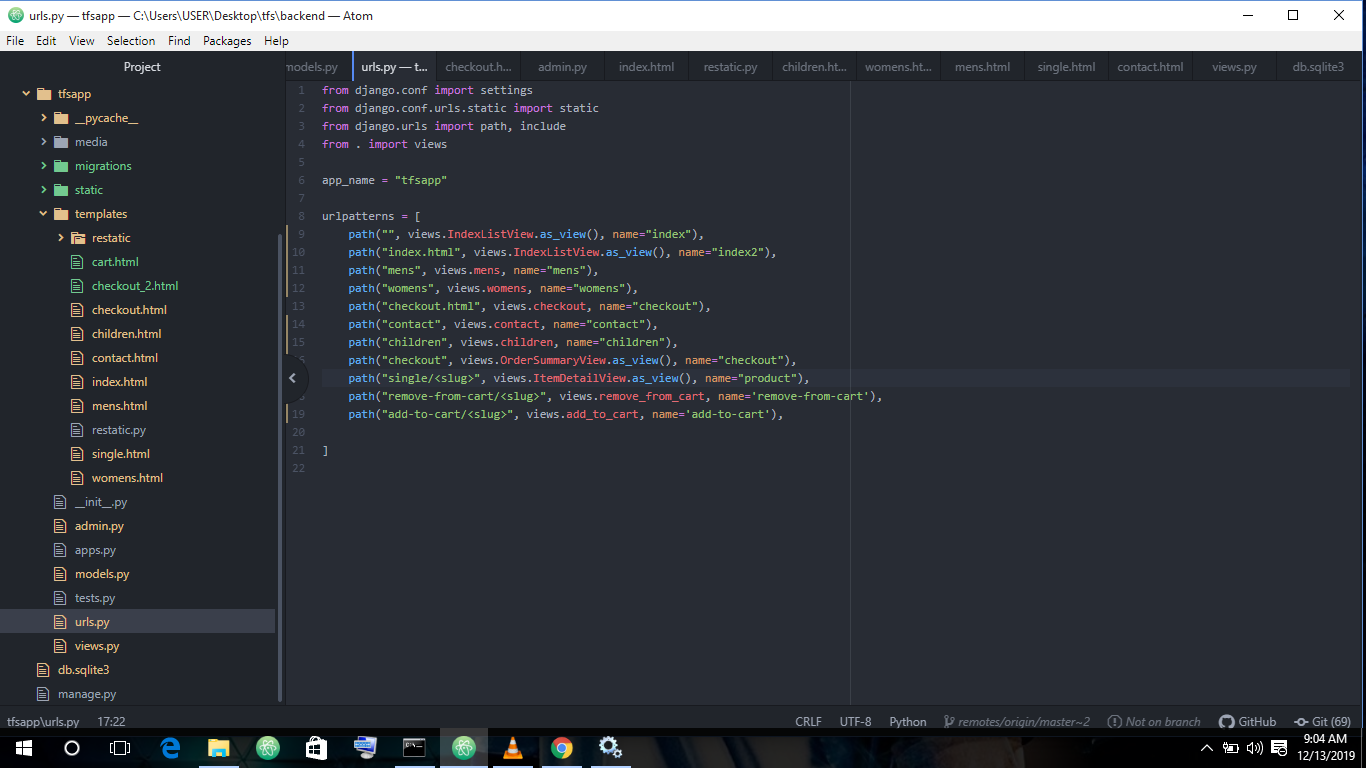 urls.py — tfsapp — C:\Users\USER\Desktop\tfs\backend — Atom
File Edit View Selection Find Packages Help
Project
models.py urls.py — t... checkout.h... admin.py index.html restatic.py children.ht... womens.ht... mens.html single.html contact.html views.py db.sqlite3
tfsapp
__pycache__
media
migrations
static
templates
restatic
cart.html
checkout_2.html
checkout.html
children.html
contact.html
index.html
mens.html
restatic.py
single.html
womens.html
__init__.py
admin.py
apps.py
models.py
tests.py
urls.py
views.py
db.sqlite3
manage.py
1 from django.conf import settings
2 from django.conf.urls.static import static
3 from django.urls import path, include
4 from . import views
5
6 app_name = "tfsapp"
7
8 urlpatterns = [
9 path("", views.IndexListView.as_view(), name="index"),
10 path("index.html", views.IndexListView.as_view(), name="index2"),
11 path("mens", views.mens, name="mens"),
12 path("womens", views.womens, name="womens"),
13 path("checkout.html", views.checkout, name="checkout"),
14 path("contact", views.contact, name="contact"),
15 path("children", views.children, name="children"),
path("checkout", views.OrderSummaryView.as_view(), name="checkout"),
path("single/<slug>", views.ItemDetailView.as_view(), name="product"),
path("remove-from-cart/<slug>", views.remove_from_cart, name='remove-from-cart'),
19 path("add-to-cart/<slug>", views.add_to_cart, name='add-to-cart'),
20
21 ]
22
tfsapp\urls.py 17:22 CRLF UTF-8 Python remotes/origin/master~2 Not on branch GitHub Git (69)
9:04 AM
12/13/2019